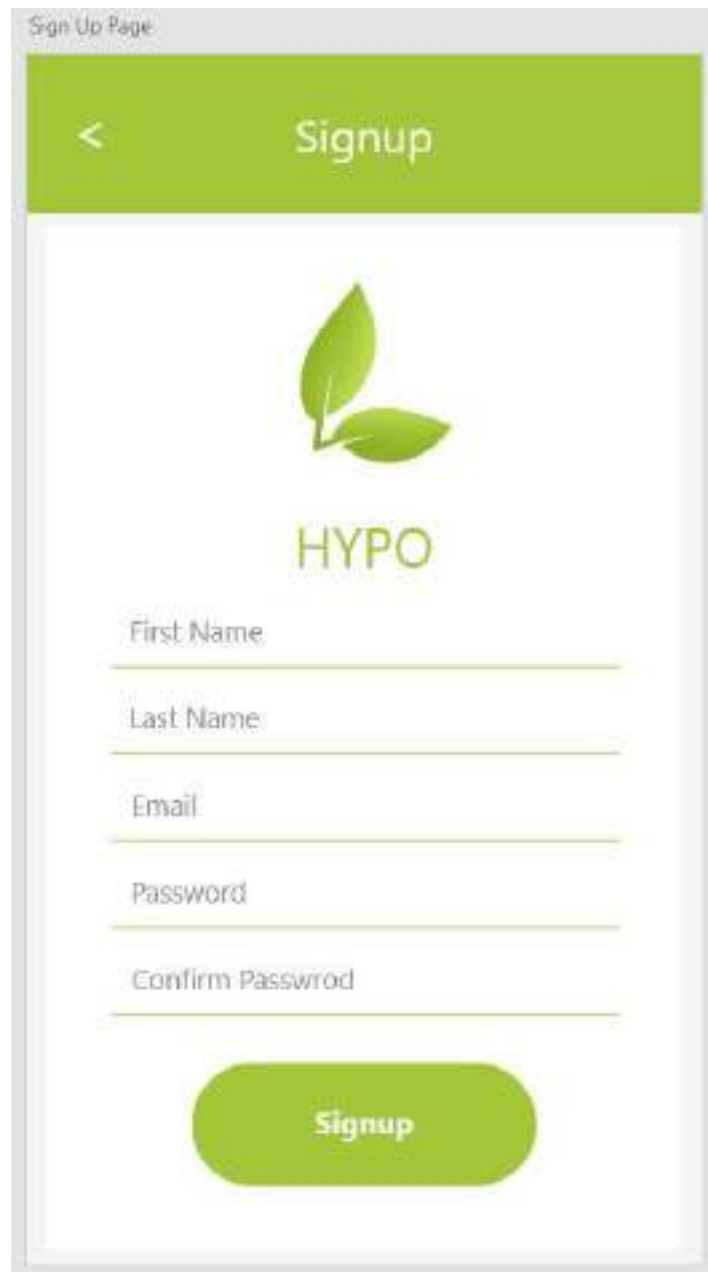 Sign Up Page
< Signup
HYPO
First Name
Last Name
Email
Password
Confirm Passwrod
Signup